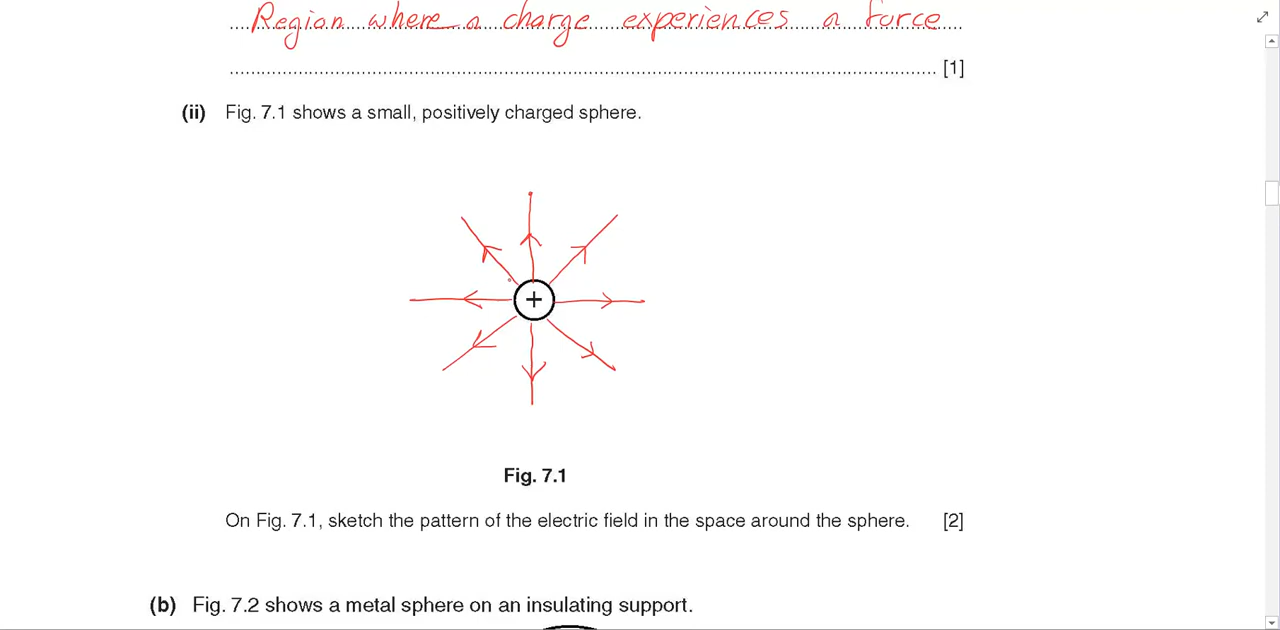 Region where a charge experiences a force
[1]
(ii) Fig. 7.1 shows a small, positively charged sphere.
+
Fig. 7.1
On Fig. 7.1, sketch the pattern of the electric field in the space around the sphere. [2]
(b) Fig. 7.2 shows a metal sphere on an insulating support.